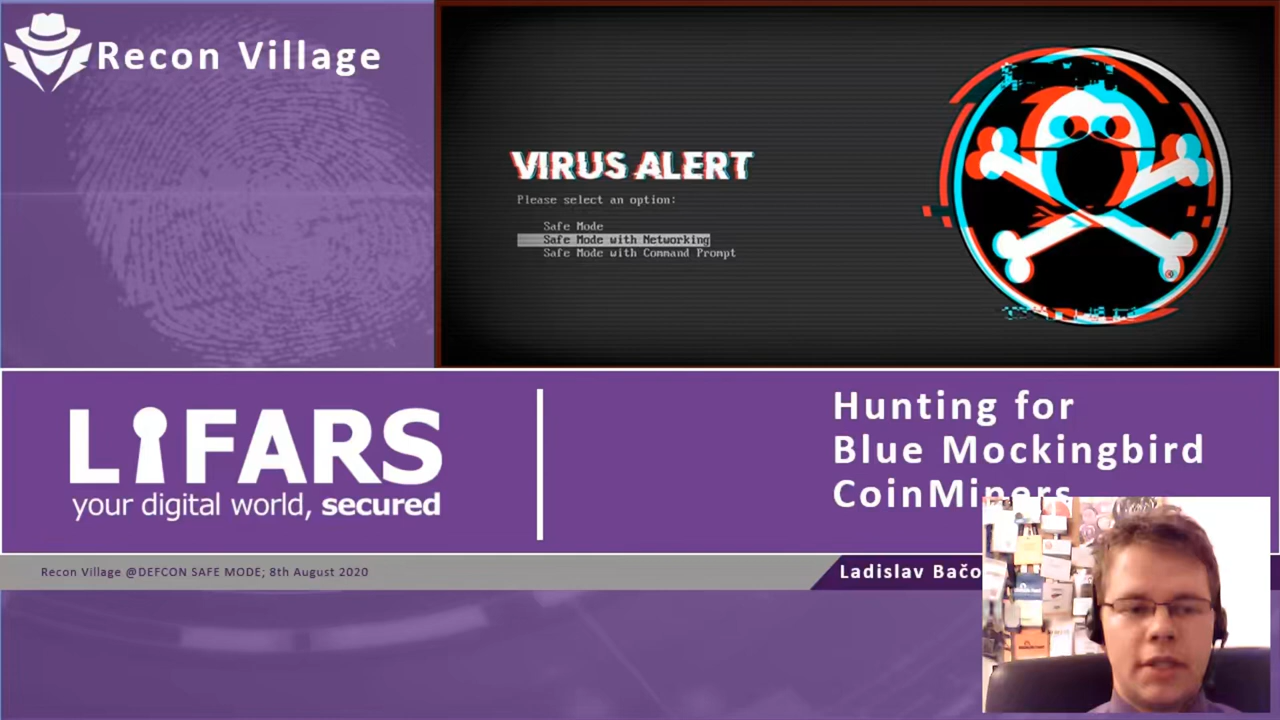 Recon Village
VIRUS ALERT
Please select an option:
Safe Mode
Safe Mode with Networking
Safe Mode with Command Prompt
LIFARS
your digital world, secured
Hunting for
Blue Mockingbird
CoinMiners
Recon Village @DEFCON SAFE MODE; 8th August 2020
Ladislav Bačo